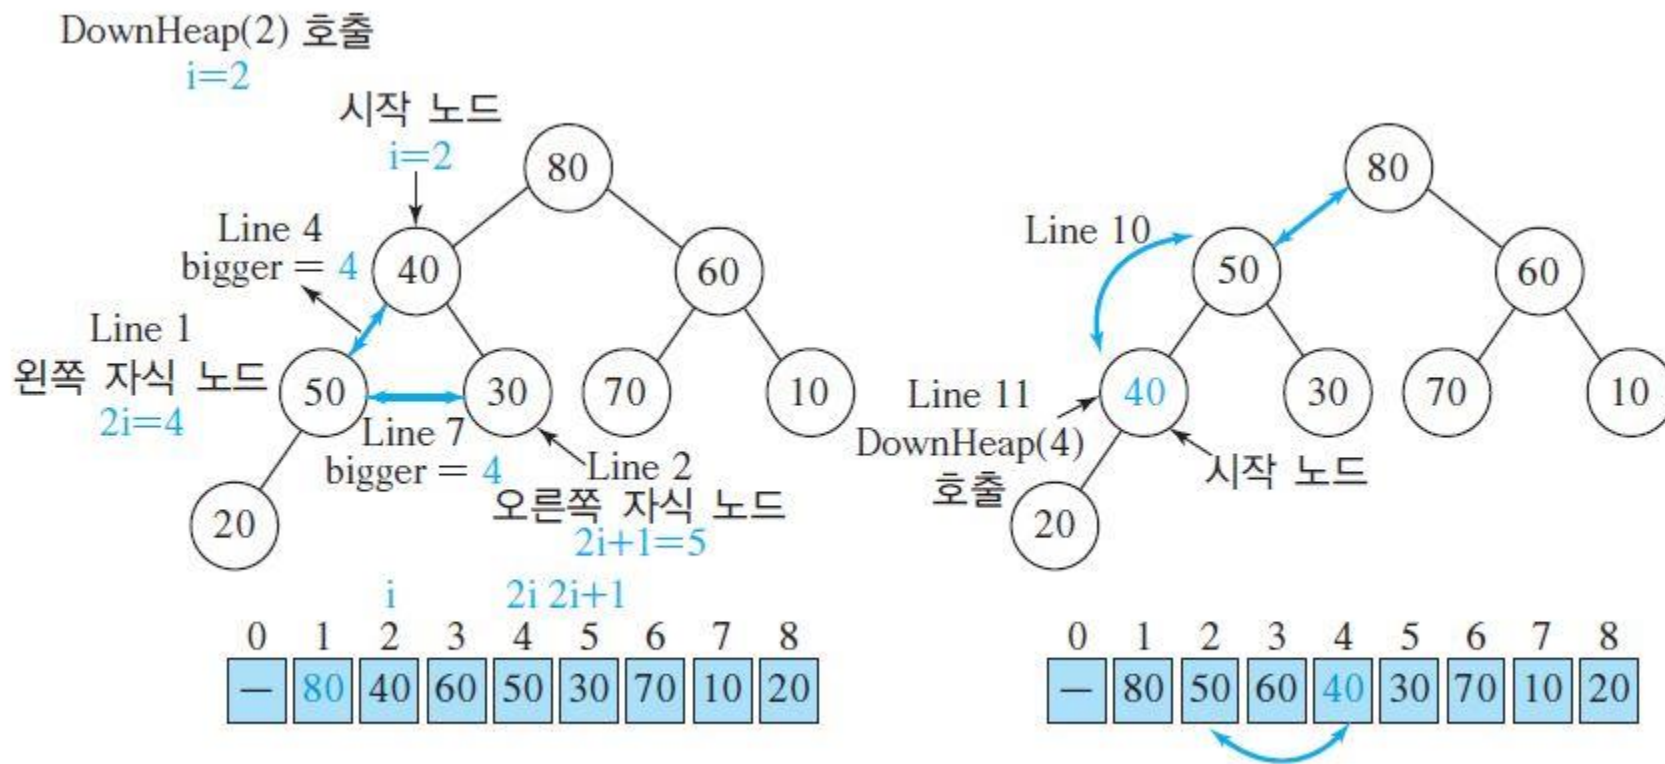 DownHeap(2) 호출
i=2
시작 노드
i=2
80
Line 4
bigger = 4
40
60
Line 1
왼쪽 자식 노드
2i=4
50
30
70
10
Line 7
bigger = 4
Line 2
오른쪽 자식 노드
2i+1=5
20
i
2i 2i+1
0 1 2 3 4 5 6 7 8
— 80 40 60 50 30 70 10 20
80
Line 10
50
60
Line 11
DownHeap(4)
호출
40
30
70
10
시작 노드
20
0 1 2 3 4 5 6 7 8
— 80 50 60 40 30 70 10 20